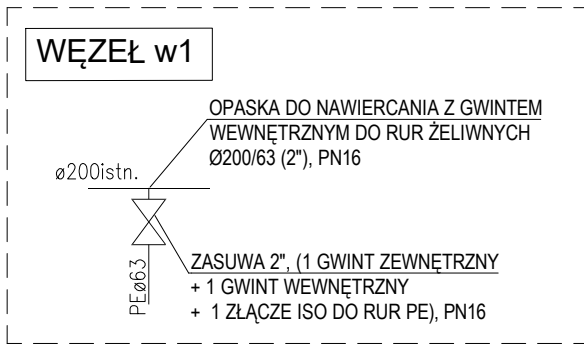 WĘZEŁ w1
OPASKA DO NAWIERCANIA Z GWINTEM
WEWNĘTRZNYM DO RUR ŻELIWNYCH
Ø200/63 (2"), PN16
ø200istn.
PEø63
ZASUWA 2", (1 GWINT ZEWNĘTRZNY
+ 1 GWINT WEWNĘTRZNY
+ 1 ZŁĄCZE ISO DO RUR PE), PN16